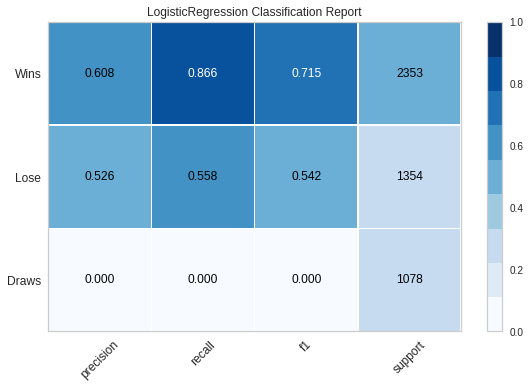 LogisticRegression Classification Report
Wins 0.608 0.866 0.715 2353
Lose 0.526 0.558 0.542 1354
Draws 0.000 0.000 0.000 1078
precision recall f1 support
1.0
0.8
0.6
0.4
0.2
0.0